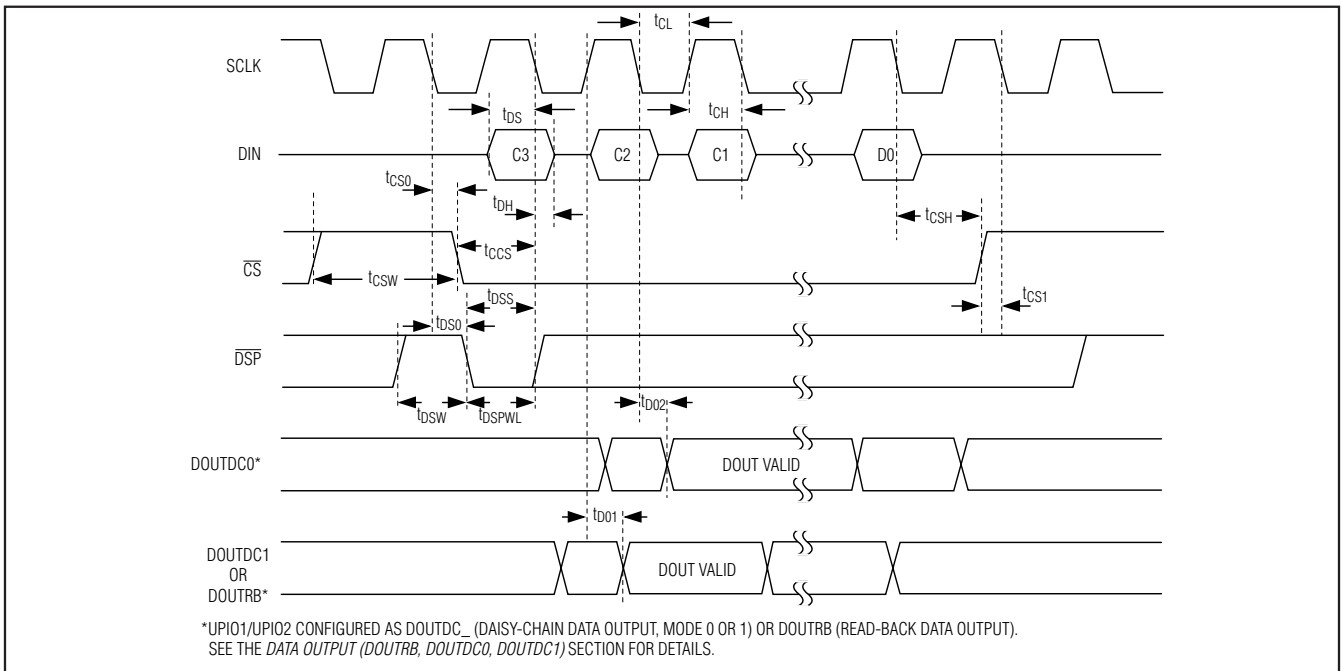 tCL
SCLK
tDS
tCH
DIN
C3
C2
C1
D0
tCS0
tDH
tCSH
tCCS
CS
tCSW
tDSS
tCS1
tDS0
DSP
tDSW
tDSPWL
tD02
DOUTDC0*
DOUT VALID
tD01
DOUTDC1
OR
DOUTRB*
DOUT VALID
*UPIO1/UPIO2 CONFIGURED AS DOUTDC_ (DAISY-CHAIN DATA OUTPUT, MODE 0 OR 1) OR DOUTRB (READ-BACK DATA OUTPUT).
SEE THE DATA OUTPUT (DOUTRB, DOUTDC0, DOUTDC1) SECTION FOR DETAILS.